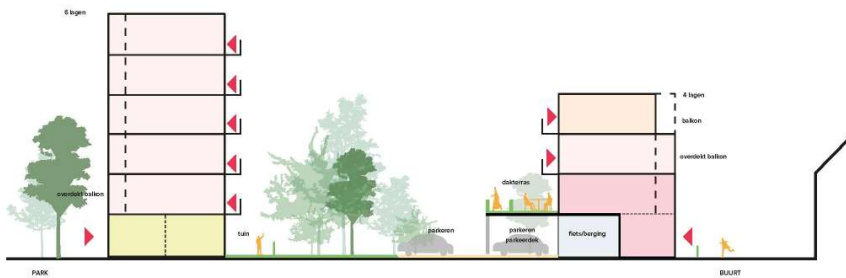 6 lagen
4 lagen
balkon
overdekt balkon
dakterras
overdekt balkon
tuin
parkeren
parkeren
parkeerdek
fiets/berging
PARK
BUURT